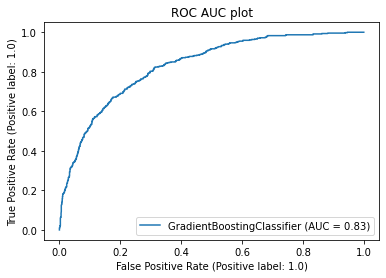 ROC AUC plot
True Positive Rate (Positive label: 1.0)
1.0
0.8
0.6
0.4
0.2
0.0
GradientBoostingClassifier (AUC = 0.83)
0.0 0.2 0.4 0.6 0.8 1.0
False Positive Rate (Positive label: 1.0)